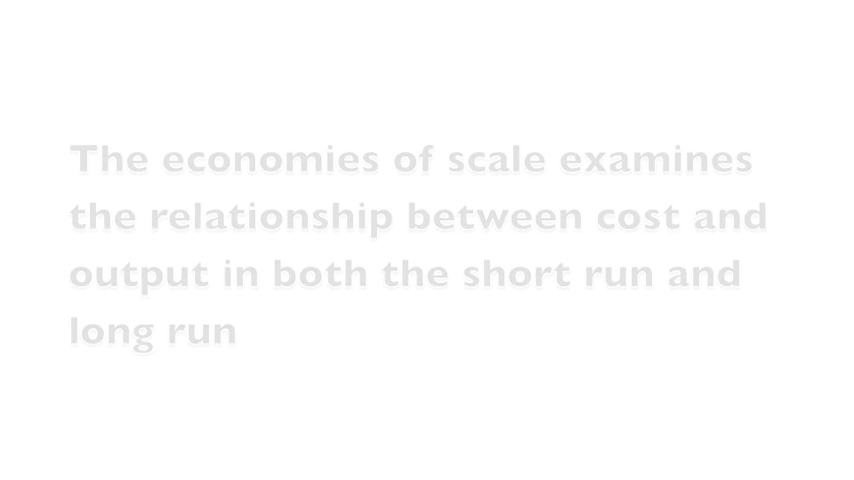 The economies of scale examines
the relationship between cost and
output in both the short run and
long run